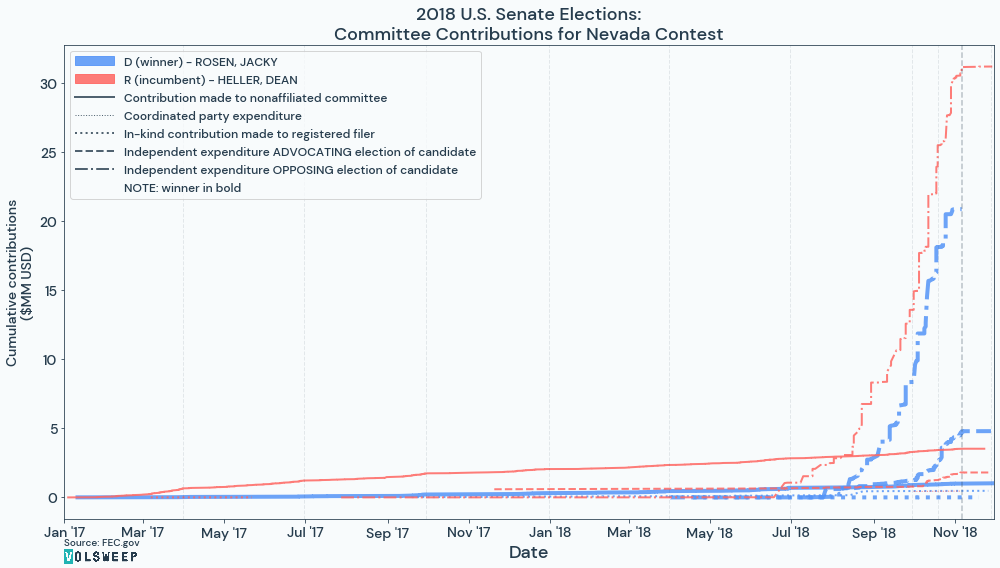 2018 U.S. Senate Elections:
Committee Contributions for Nevada Contest
D (winner) – ROSEN, JACKY
R (incumbent) – HELLER, DEAN
Contribution made to nonaffiliated committee
Coordinated party expenditure
In-kind contribution made to registered filer
Independent expenditure ADVOCATING election of candidate
Independent expenditure OPPOSING election of candidate
NOTE: winner in bold
Cumulative contributions
($MM USD)
30
25
20
15
10
5
0
Jan '17 Mar '17 May '17 Jul '17 Sep '17 Nov '17 Jan '18 Mar '18 May '18 Jul '18 Sep '18 Nov '18
Date
Source: FEC.gov
VOLSWEEP